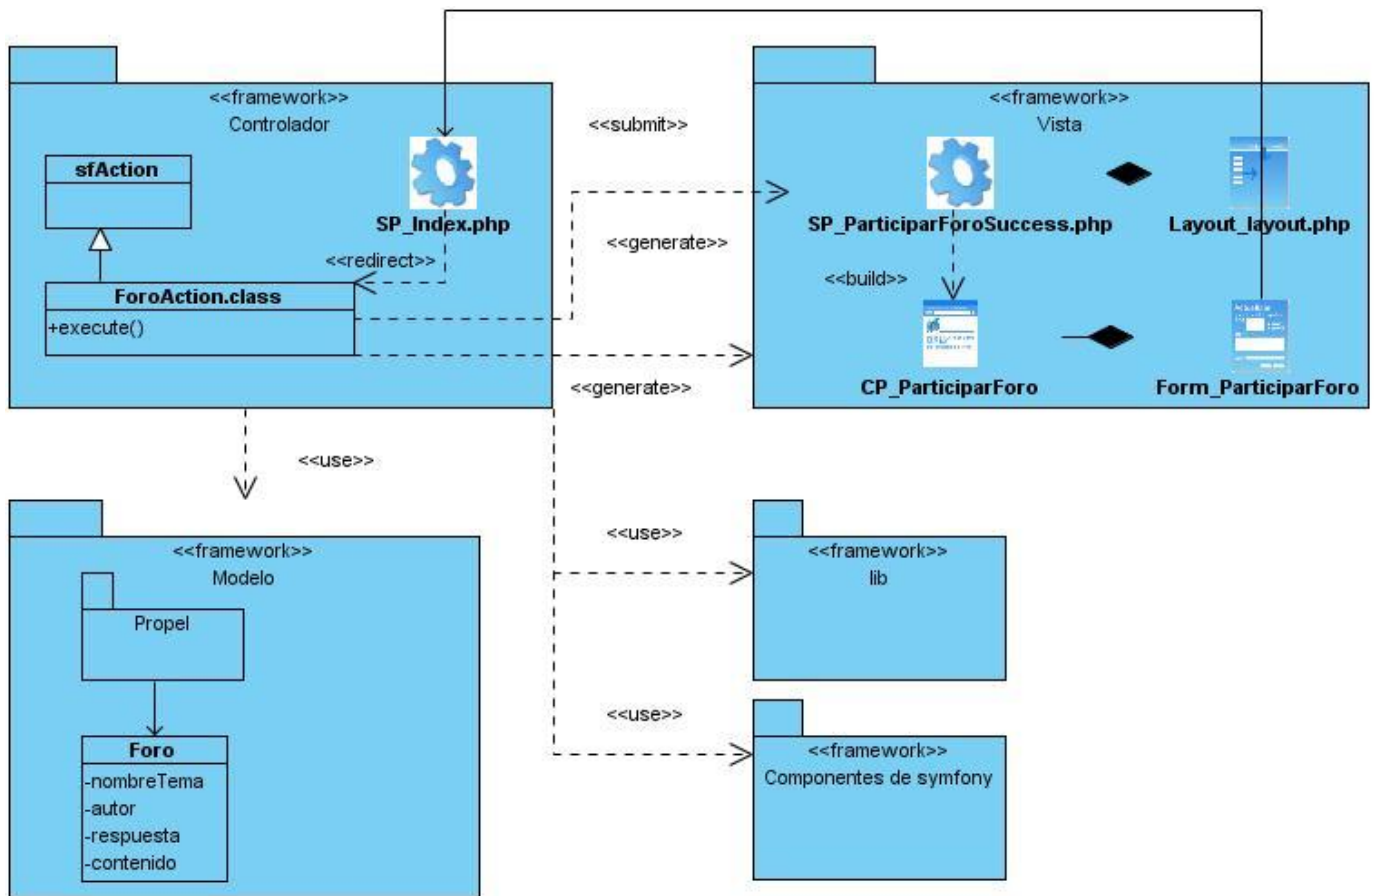 <<framework>>
Controlador
sfAction
SP_Index.php
<<redirect>>
ForoAction.class
+execute()
<<submit>>
<<generate>>
<<generate>>
<<framework>>
Vista
SP_ParticiparForoSuccess.php
Layout_layout.php
<<build>>
CP_ParticiparForo
Form_ParticiparForo
<<use>>
<<framework>>
Modelo
Propel
Foro
-nombreTema
-autor
-respuesta
-contenido
<<use>>
<<framework>>
lib
<<use>>
<<framework>>
Componentes de symfony